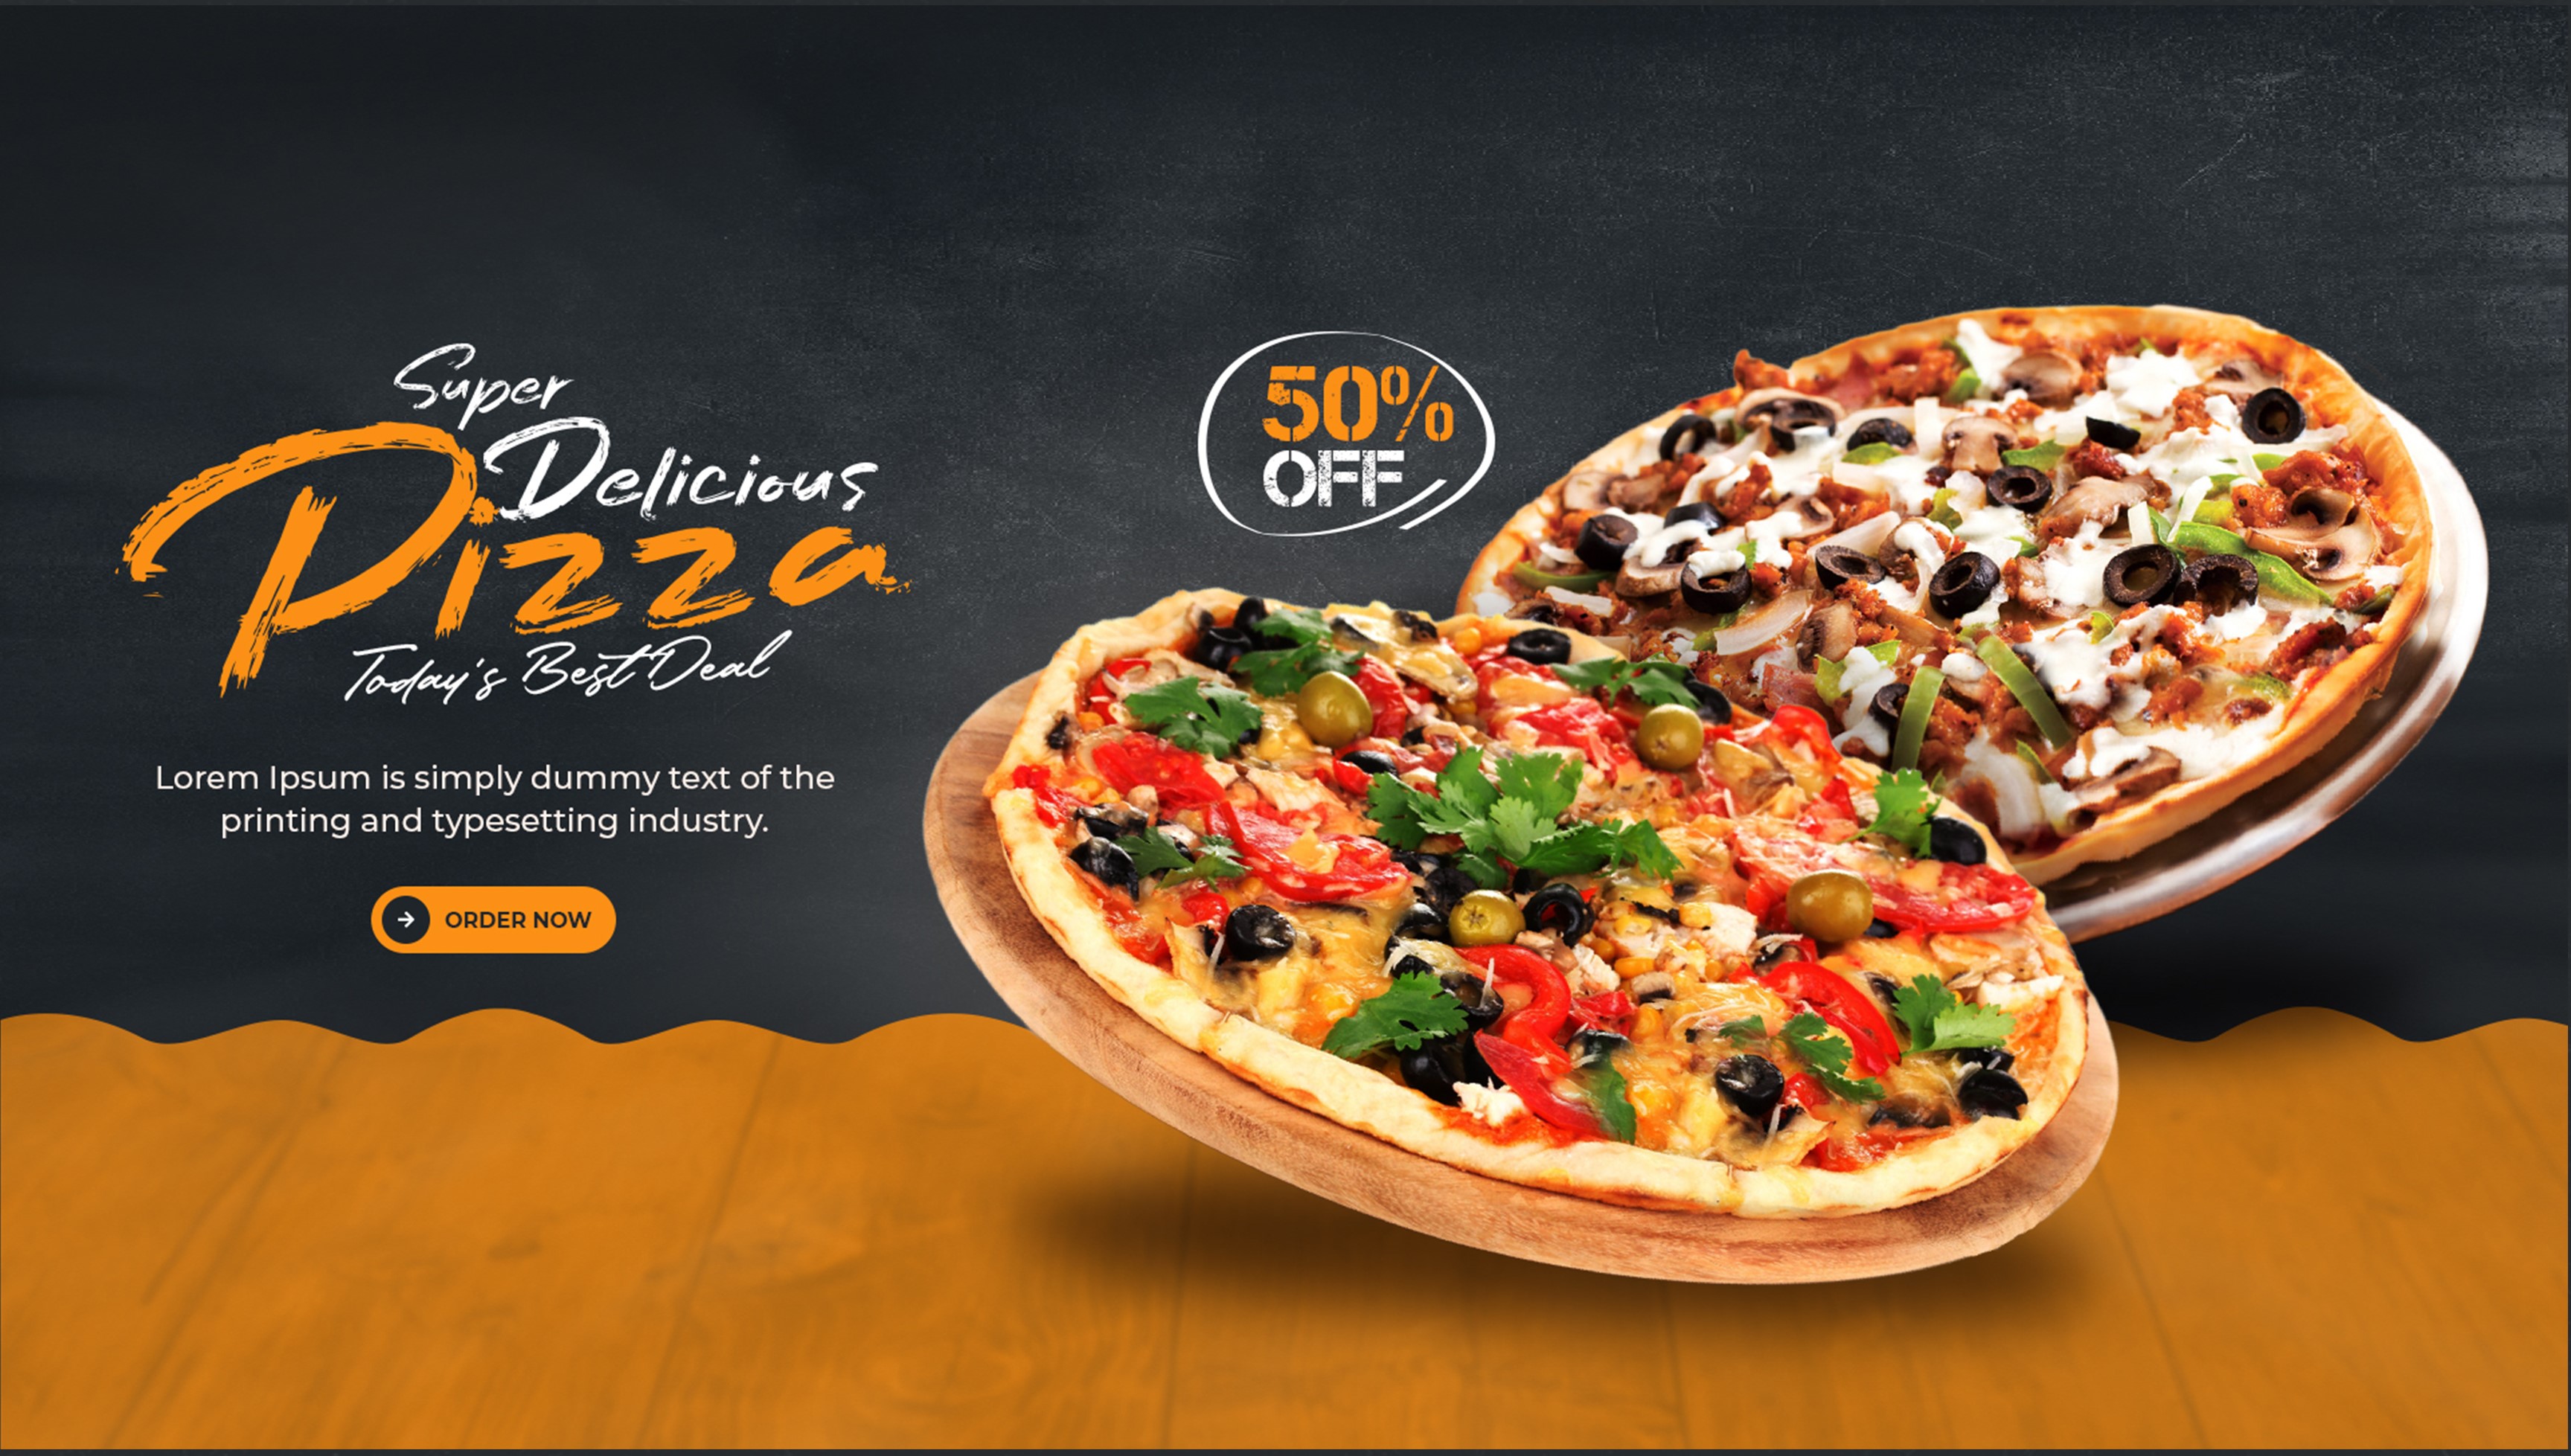 Super
Delicious
Pizza
Today's Best Deal
Lorem Ipsum is simply dummy text of the
printing and typesetting industry.
ORDER NOW
50%
OFF